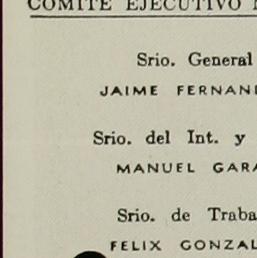 COMITE EJECUTIVO
Srio. General
JAIME
Srio. del Int. y
MANUEL
Srio. de
FELIX